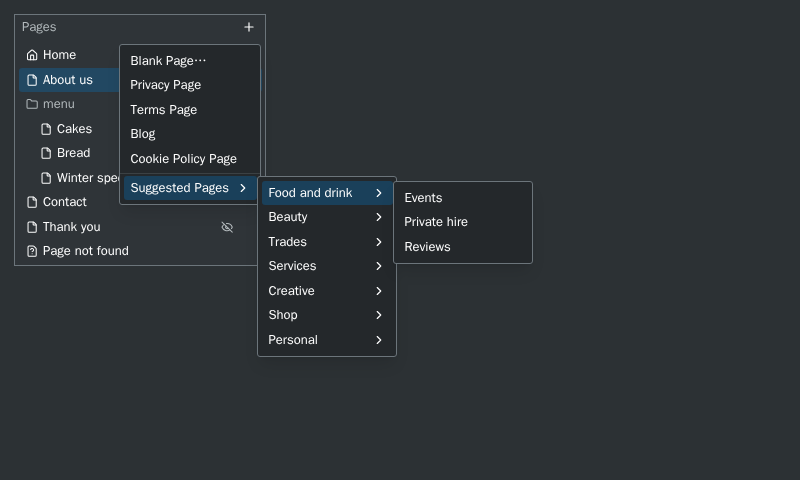 Pages
Home
About us
menu
Cakes
Bread
Winter spe
Contact
Thank you
Page not found
Blank Page···
Privacy Page
Terms Page
Blog
Cookie Policy Page
Suggested Pages
Food and drink
Beauty
Trades
Services
Creative
Shop
Personal
Events
Private hire
Reviews